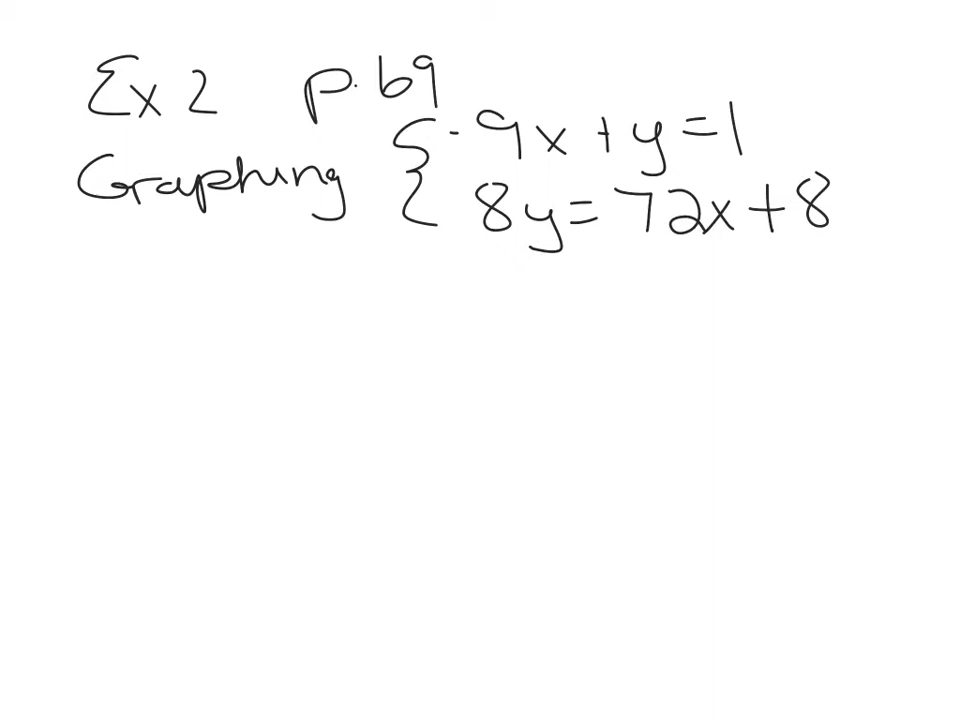 Ex 2 p. 69
Graphing { -9x + y = 1
8y = 72x + 8